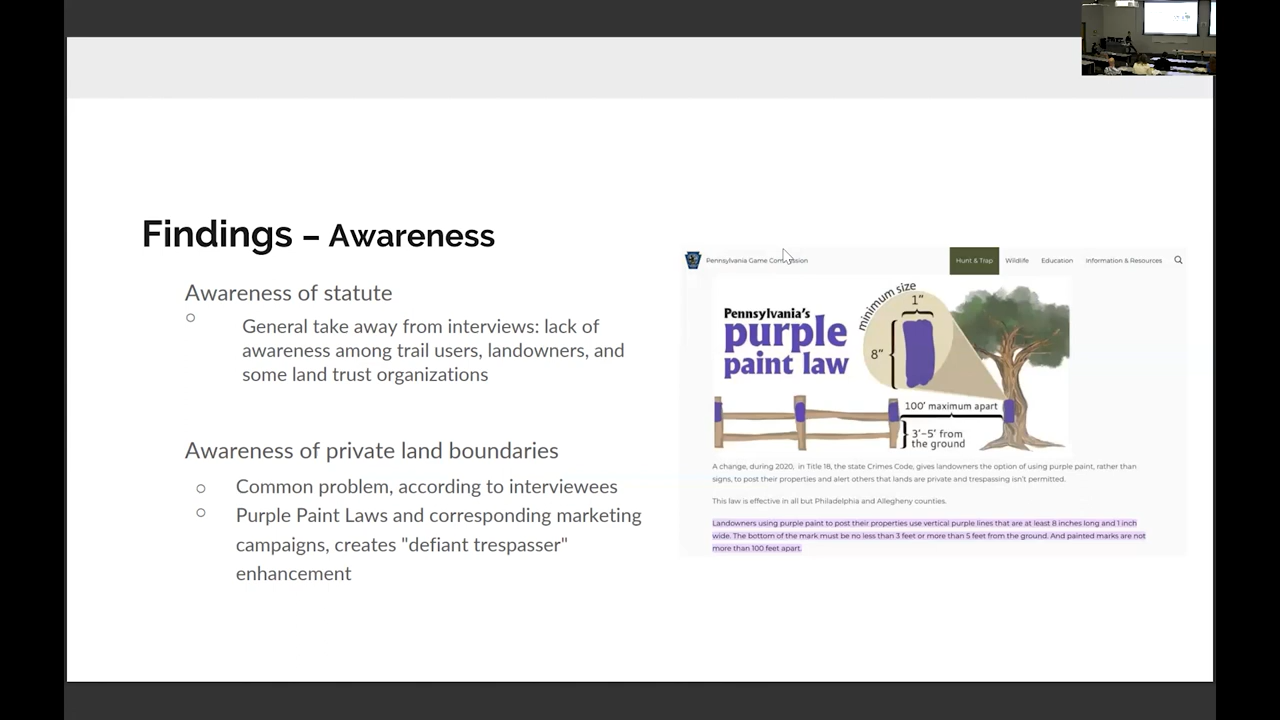 Findings – Awareness
Awareness of statute
General take away from interviews: lack of
awareness among trail users, landowners, and
some land trust organizations
Awareness of private land boundaries
Common problem, according to interviewees
Purple Paint Laws and corresponding marketing
campaigns, creates "defiant trespasser"
enhancement
Pennsylvania Game Commission
Hunt & Trap
Wildlife
Education
Information & Resources
Pennsylvania's
purple
paint law
minimum size
1"
8"
100' maximum apart
3'-5' from
the ground
A change, during 2020, in Title 18, the state Crimes Code, gives landowners the option of using purple paint, rather than
signs, to post their properties and alert others that lands are private and trespassing isn't permitted.
This law is effective in all but Philadelphia and Allegheny counties.
Landowners using purple paint to post their properties use vertical purple lines that are at least 8 inches long and 1 inch
wide. The bottom of the mark must be no less than 3 feet or more than 5 feet from the ground. And painted marks are not
more than 100 feet apart.